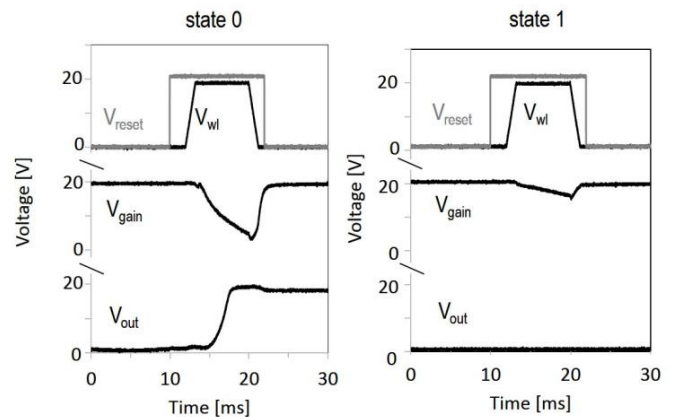 state 0
state 1
20
V_reset
V_wl
0
20
V_gain
0
20
V_out
0
0
10
20
30
Time [ms]
Voltage [V]
20
V_reset
V_wl
0
20
V_gain
0
20
V_out
0
0
10
20
30
Time [ms]
Voltage [V]